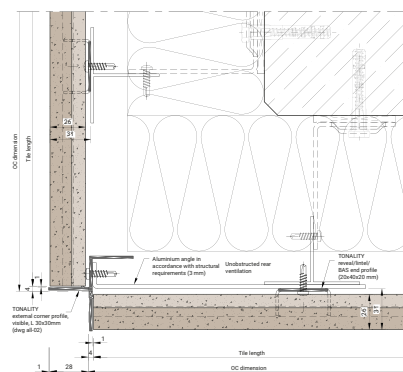 OC dimension
Tile length
26
31
1
4
TONALITY
external corner profile,
visible, L 30x30mm
(dwg all-02)
Aluminium angle in
accordance with structural
requirements (3 mm)
Unobstructed rear
ventilation
TONALITY
reveal/lintel/
BAS end profile
(20x40x20 mm)
26
31
1
4
Tile length
1
28
OC dimension